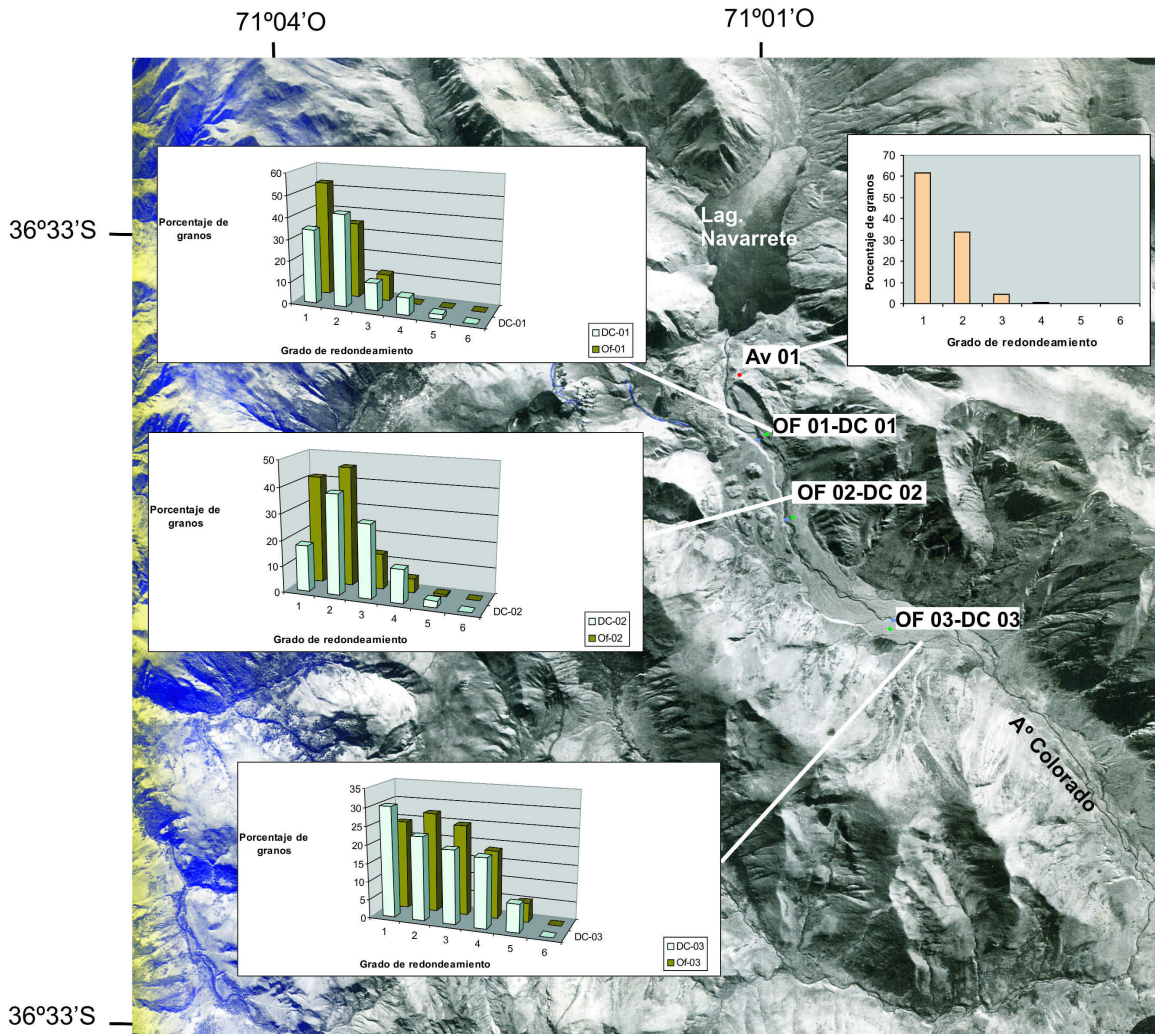 71º04’O
71º01’O
36º33’S
36º33’S
Lag.
Navarrete
Av 01
OF 01-DC 01
OF 02-DC 02
OF 03-DC 03
Aº Colorado
Porcentaje de
granos
60
50
40
30
20
10
0
1 2 3 4 5 6
DC-01
Grado de redondeamiento
DC-01
Of-01
Porcentaje de granos
70
60
50
40
30
20
10
0
1 2 3 4 5 6
Grado de redondeamiento
Porcentaje de
granos
50
40
30
20
10
0
1 2 3 4 5 6
DC-02
Grado de redondeamiento
DC-02
Of-02
Porcentaje de
granos
35
30
25
20
15
10
5
0
1 2 3 4 5 6
DC-03
Grado de redondeamiento
DC-03
Of-03